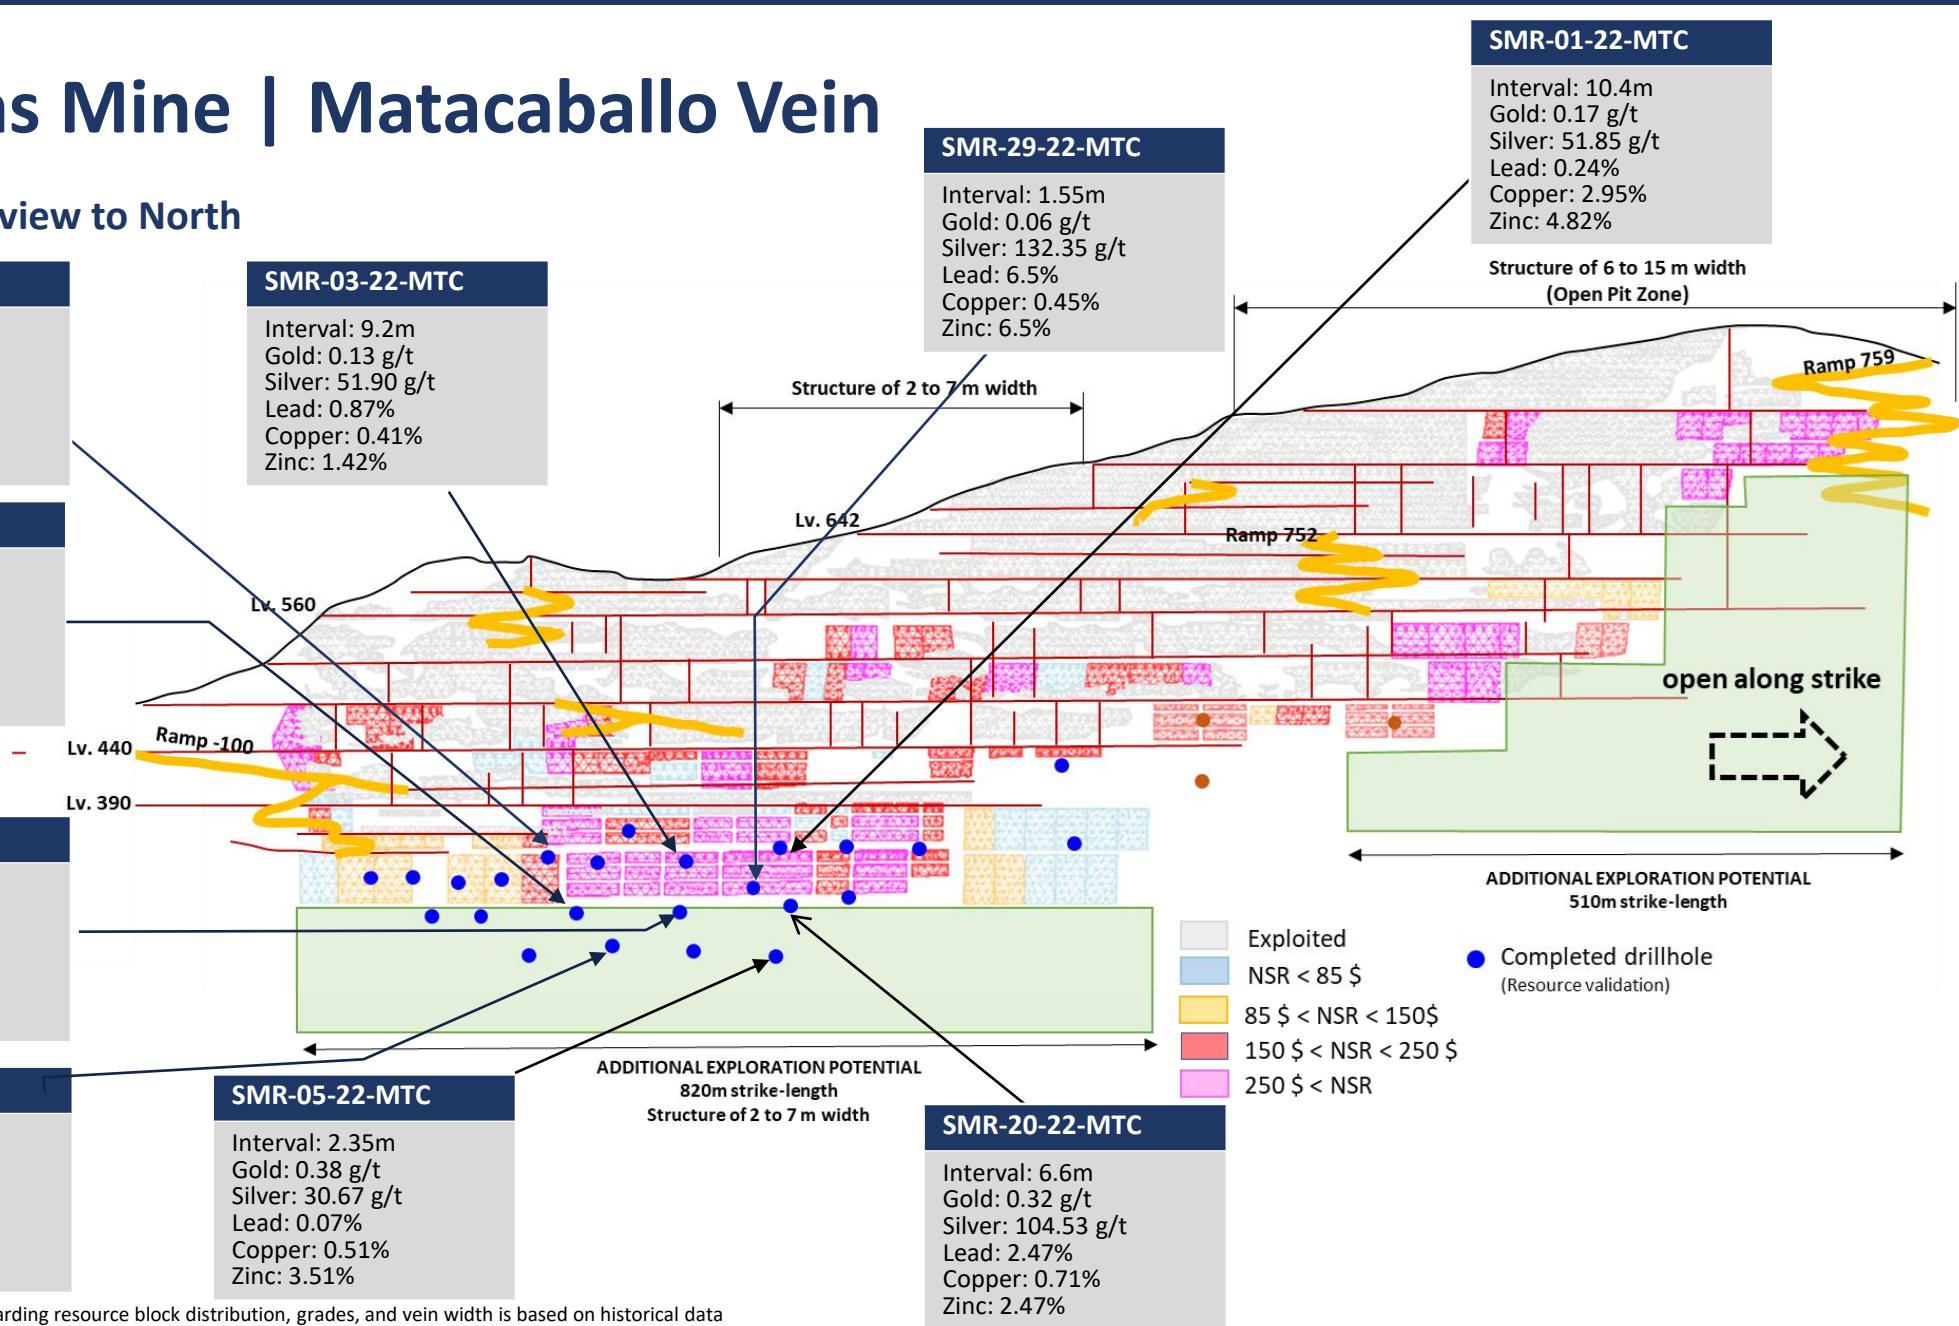 Mine | Matacaballo Vein
view to North
SMR-01-22-MTC
Interval: 10.4m
Gold: 0.17 g/t
Silver: 51.85 g/t
Lead: 0.24%
Copper: 2.95%
Zinc: 4.82%
SMR-29-22-MTC
Interval: 1.55m
Gold: 0.06 g/t
Silver: 132.35 g/t
Lead: 6.5%
Copper: 0.45%
Zinc: 6.5%
SMR-03-22-MTC
Interval: 9.2m
Gold: 0.13 g/t
Silver: 51.90 g/t
Lead: 0.87%
Copper: 0.41%
Zinc: 1.42%
Structure of 6 to 15 m width
(Open Pit Zone)
Structure of 2 to 7 m width
Ramp 759
Lv. 642
Ramp 752
Lv. 560
open along strike
Ramp -100
Lv. 440
Lv. 390
ADDITIONAL EXPLORATION POTENTIAL
510m strike-length
Exploited
NSR < 85 $
85 $ < NSR < 150$
150 $ < NSR < 250 $
250 $ < NSR
Completed drillhole
(Resource validation)
ADDITIONAL EXPLORATION POTENTIAL
820m strike-length
Structure of 2 to 7 m width
SMR-05-22-MTC
Interval: 2.35m
Gold: 0.38 g/t
Silver: 30.67 g/t
Lead: 0.07%
Copper: 0.51%
Zinc: 3.51%
SMR-20-22-MTC
Interval: 6.6m
Gold: 0.32 g/t
Silver: 104.53 g/t
Lead: 2.47%
Copper: 0.71%
Zinc: 2.47%
resource block distribution, grades, and vein width is based on historical data